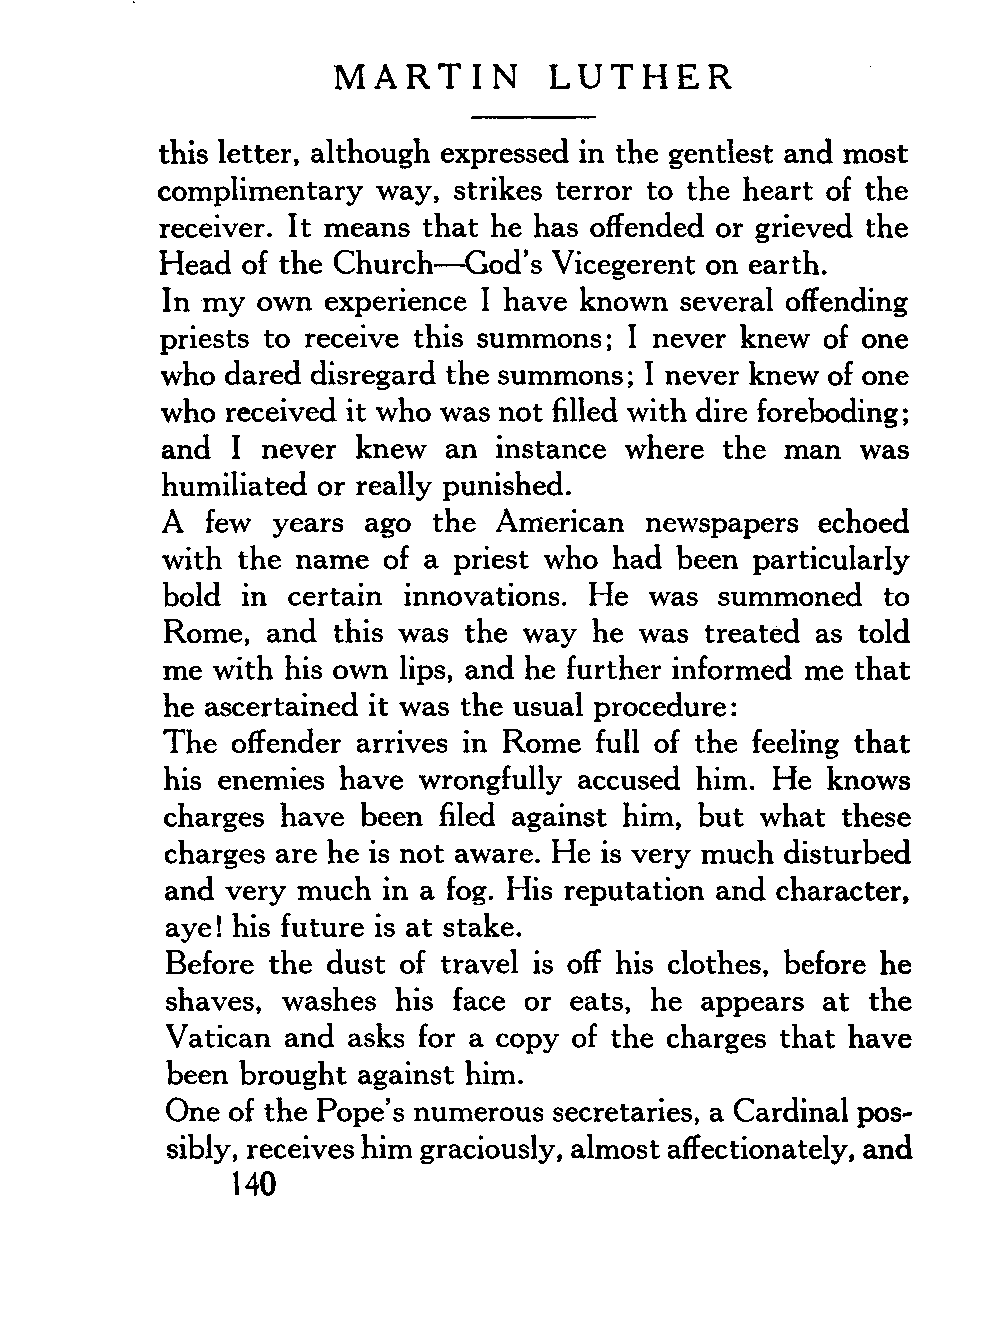 MARTIN LUTHER
this letter, although expressed in the gentlest and most
complimentary way, strikes terror to the heart of the
receiver. It means that he has offended or grieved the
Head of the Church—God's Vicegerent on earth.
In my own experience I have known several offending
priests to receive this summons; I never knew of one
who dared disregard the summons; I never knew of one
who received it who was not filled with dire foreboding;
and I never knew an instance where the man was
humiliated or really punished.
A few years ago the American newspapers echoed
with the name of a priest who had been particularly
bold in certain innovations. He was summoned to
Rome, and this was the way he was treated as told
me with his own lips, and he further informed me that
he ascertained it was the usual procedure:
The offender arrives in Rome full of the feeling that
his enemies have wrongfully accused him. He knows
charges have been filed against him, but what these
charges are he is not aware. He is very much disturbed
and very much in a fog. His reputation and character,
aye! his future is at stake.
Before the dust of travel is off his clothes, before he
shaves, washes his face or eats, he appears at the
Vatican and asks for a copy of the charges that have
been brought against him.
One of the Pope's numerous secretaries, a Cardinal pos-
sibly, receives him graciously, almost affectionately, and
140